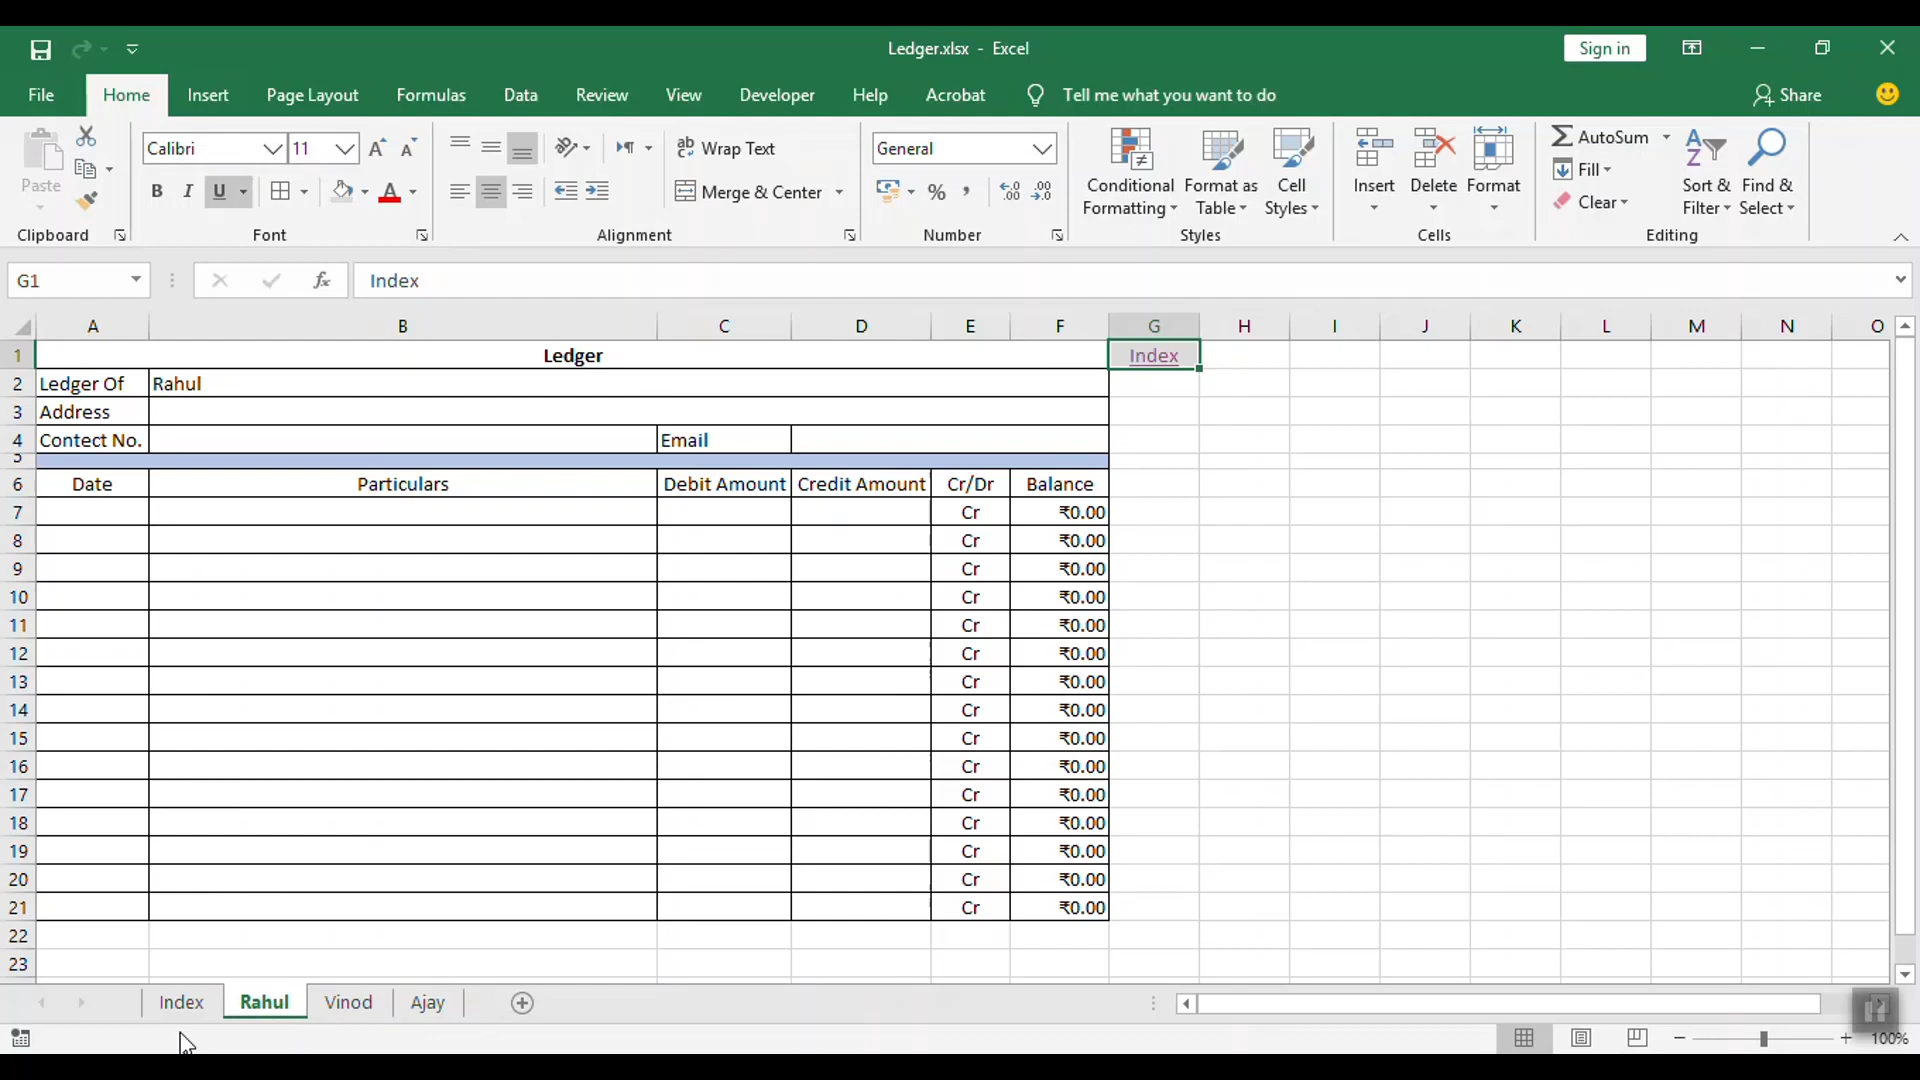 Ledger.xlsx - Excel
Sign in
File Home Insert Page Layout Formulas Data Review View Developer Help Acrobat Tell me what you want to do Share
Paste
Calibri 11
B I U A
Wrap Text
Merge & Center
General
%
Conditional Formatting
Format as Table
Cell Styles
Insert
Delete
Format
AutoSum
Fill
Clear
Sort & Filter
Find & Select
Clipboard Font Alignment Number Styles Cells Editing
G1 fx Index
A B C D E F G H I J K L M N O
1 Ledger Index
2 Ledger Of Rahul
3 Address
4 Contect No. Email
5
6 Date Particulars Debit Amount Credit Amount Cr/Dr Balance
7 Cr ₹0.00
8 Cr ₹0.00
9 Cr ₹0.00
10 Cr ₹0.00
11 Cr ₹0.00
12 Cr ₹0.00
13 Cr ₹0.00
14 Cr ₹0.00
15 Cr ₹0.00
16 Cr ₹0.00
17 Cr ₹0.00
18 Cr ₹0.00
19 Cr ₹0.00
20 Cr ₹0.00
21 Cr ₹0.00
22
23
Index Rahul Vinod Ajay
100%